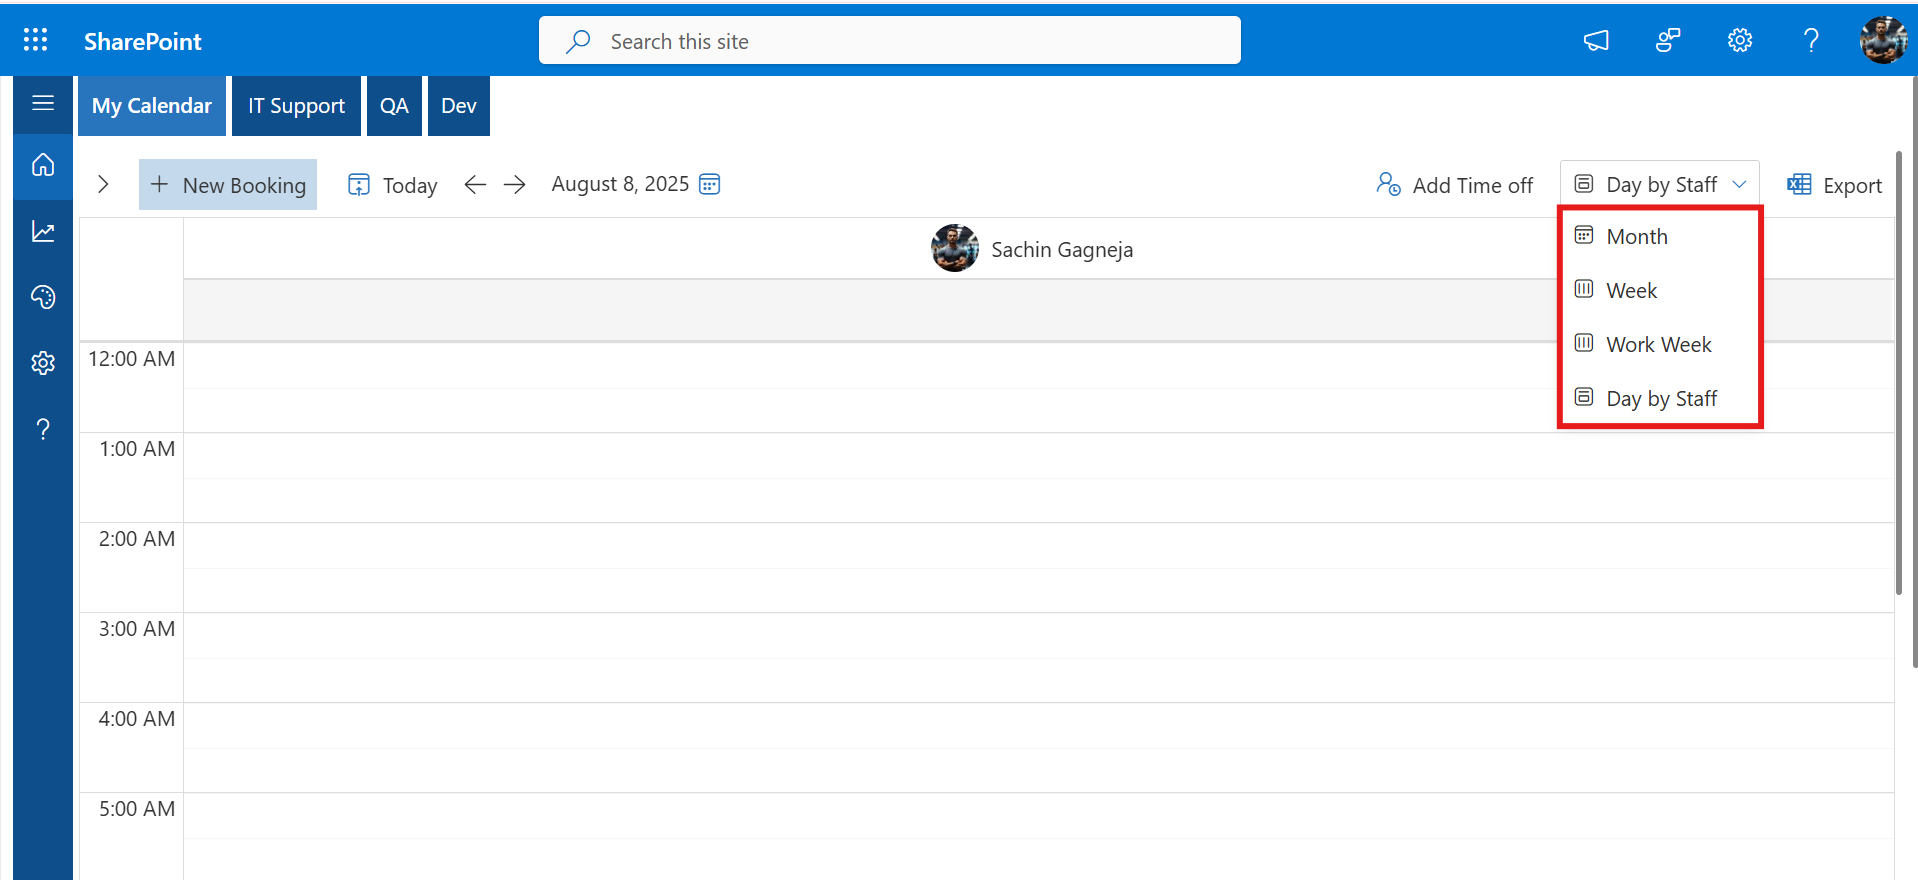 SharePoint
Search this site
My Calendar
IT Support
QA
Dev
New Booking
Today
August 8, 2025
Add Time off
Day by Staff
Export
Sachin Gagneja
Month
Week
Work Week
Day by Staff
12:00 AM
1:00 AM
2:00 AM
3:00 AM
4:00 AM
5:00 AM